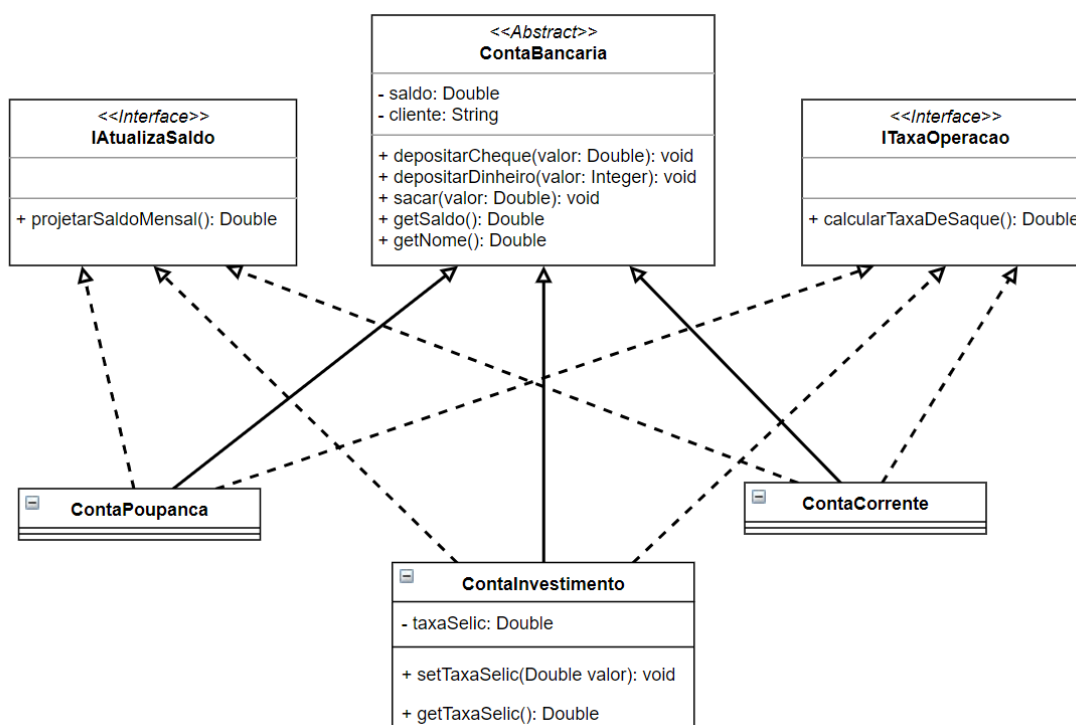 <<Abstract>>
ContaBancaria
- saldo: Double
- cliente: String
+ depositarCheque(valor: Double): void
+ depositarDinheiro(valor: Integer): void
+ sacar(valor: Double): void
+ getSaldo(): Double
+ getNome(): Double
<<Interface>>
IAtualizaSaldo
+ projetarSaldoMensal(): Double
<<Interface>>
ITaxaOperacao
+ calcularTaxaDeSaque(): Double
ContaPoupanca
ContaCorrente
ContaInvestimento
- taxaSelic: Double
+ setTaxaSelic(Double valor): void
+ getTaxaSelic(): Double